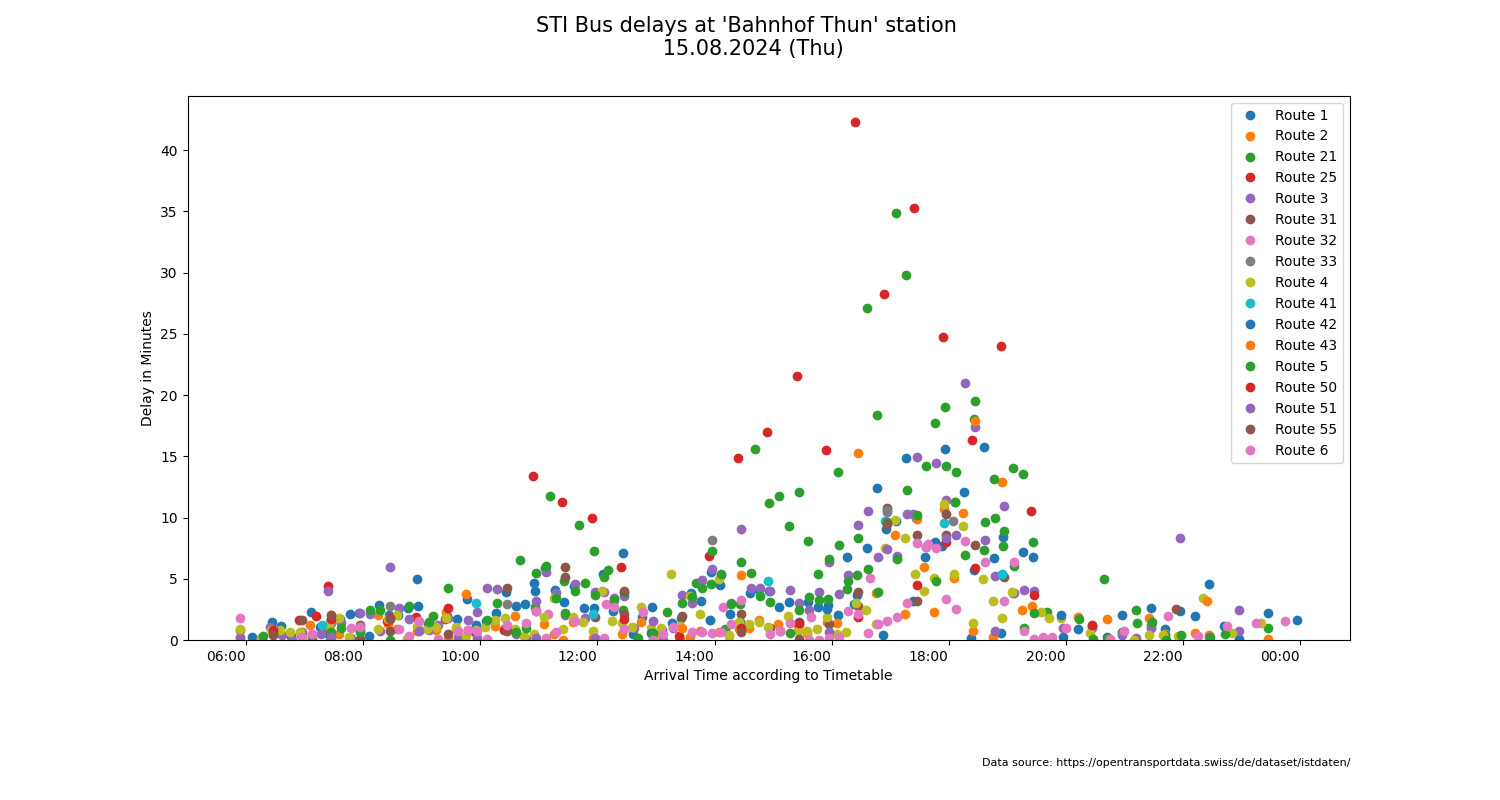 STI Bus delays at 'Bahnhof Thun' station
15.08.2024 (Thu)
Delay in Minutes
40
35
30
25
20
15
10
5
0
Route 1
Route 2
Route 21
Route 25
Route 3
Route 31
Route 32
Route 33
Route 4
Route 41
Route 42
Route 43
Route 5
Route 50
Route 51
Route 55
Route 6
06:00 08:00 10:00 12:00 14:00 16:00 18:00 20:00 22:00 00:00
Arrival Time according to Timetable
Data source: https://opentransportdata.swiss/de/dataset/istdaten/